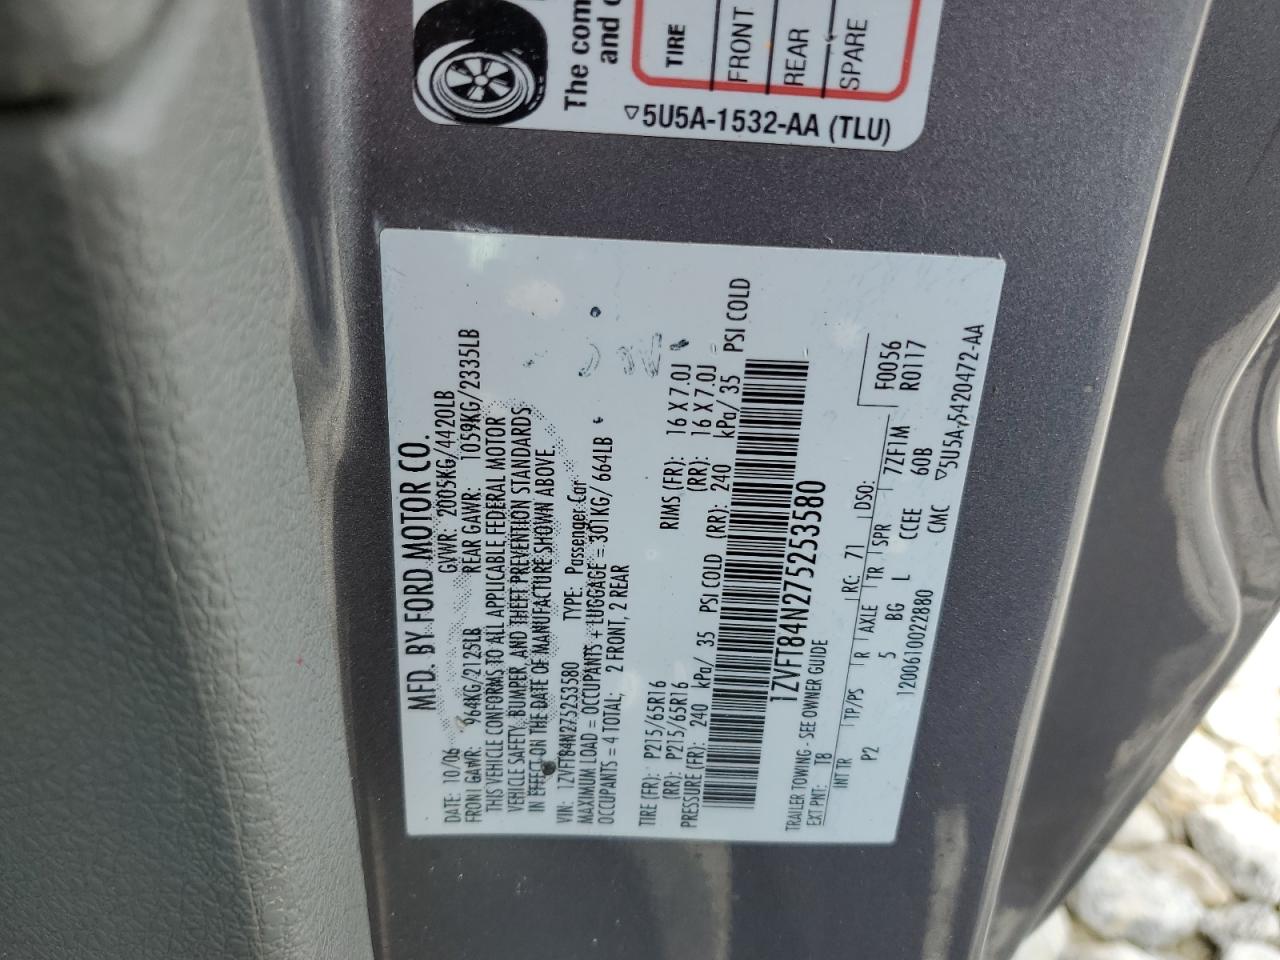 The com
and c
TIRE
FRONT
REAR
SPARE
5U5A-1532-AA (TLU)
MFD. BY FORD MOTOR CO.
DATE: 10/06 GVWR: 2005KG/4420LB
FRONT GAWR: 964KG/2125LB REAR GAWR: 1059KG/2335LB
THIS VEHICLE CONFORMS TO ALL APPLICABLE FEDERAL MOTOR
VEHICLE SAFETY, BUMPER, AND THEFT PREVENTION STANDARDS
IN EFFECT ON THE DATE OF MANUFACTURE SHOWN ABOVE.
VIN: 1ZVFT84N275253580 TYPE: Passenger Car
MAXIMUM LOAD = OCCUPANTS + LUGGAGE = 301KG/ 664LB
OCCUPANTS = 4 TOTAL; 2 FRONT, 2 REAR
TIRE (FR): P215/65R16 RIMS (FR): 16 X 7.0J
(RR): P215/65R16 (RR): 16 X 7.0J
PRESSURE (FR): 240 kPa/ 35 PSI COLD (RR): 240 kPa/ 35 PSI COLD
1ZVFT84N275253580
TRAILER TOWING - SEE OWNER GUIDE
EXT PNT: T8 RC: 71 DSO: F0056
R0117
INT TR TP/PS R AXLE TR SPR 7ZF1M
P2 5 BG L CEE 60B
1200610022880 CMC 5U5A-5420472-AA